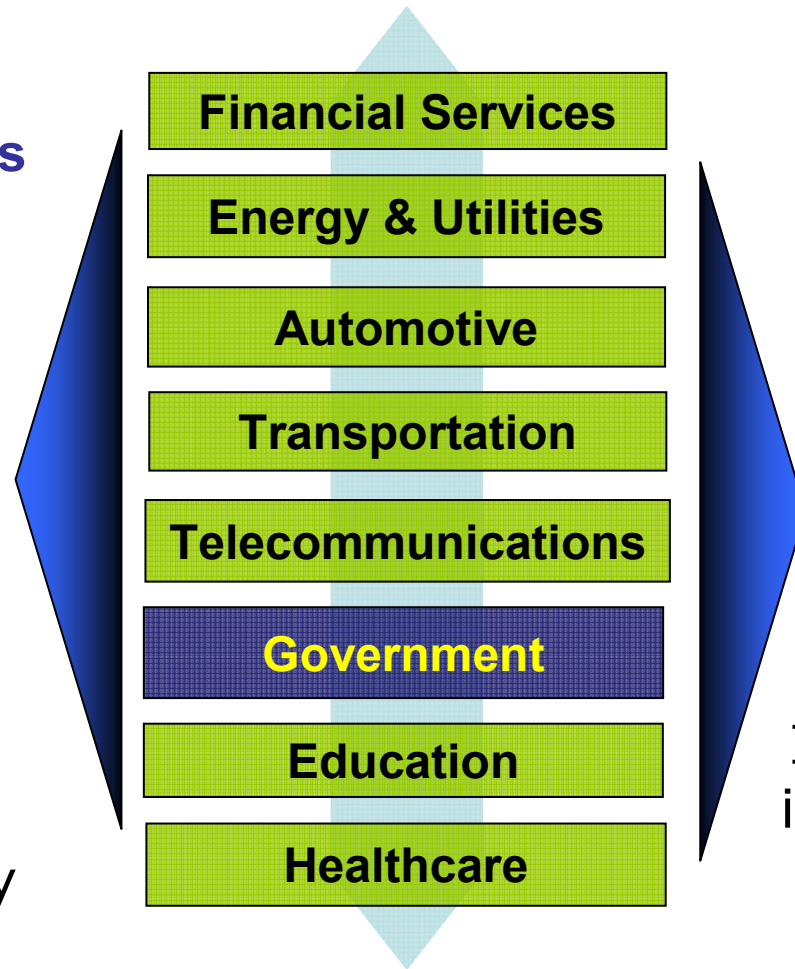 Financial Services
Energy & Utilities
Automotive
Transportation
Telecommunications
Government
Education
Healthcare